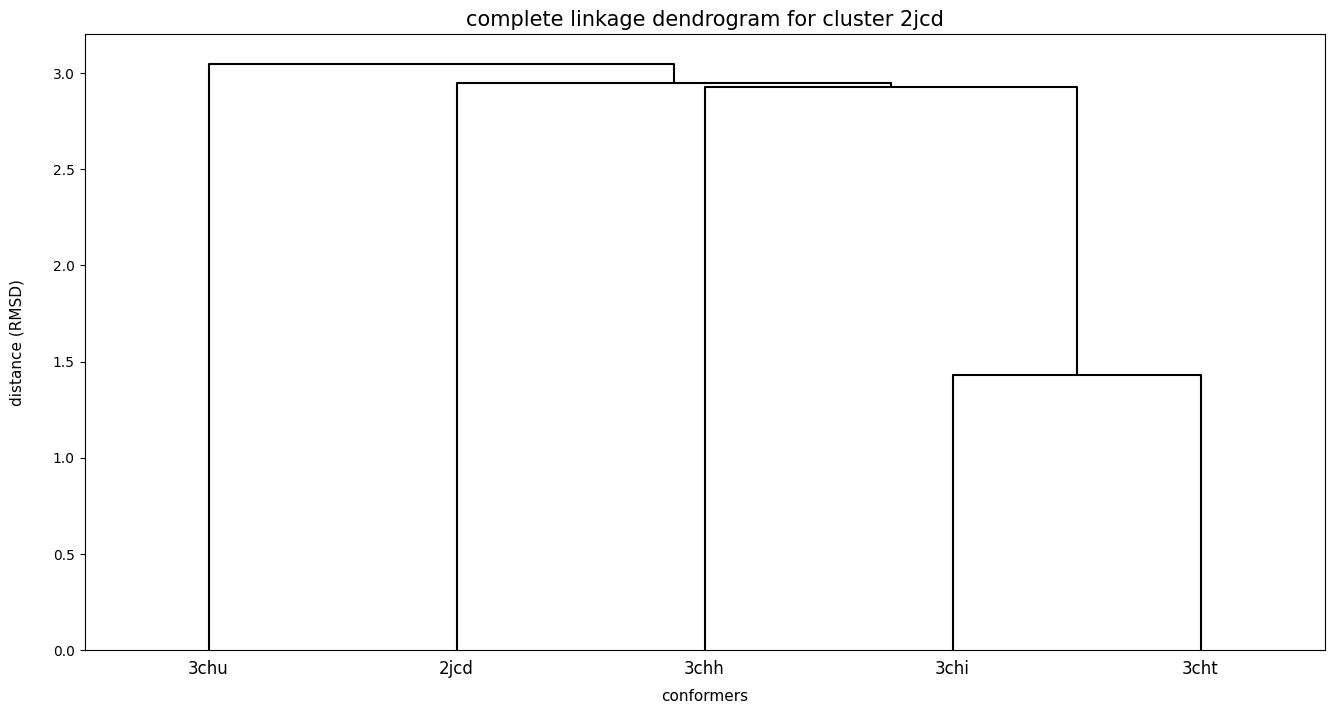 complete linkage dendrogram for cluster 2jcd
3.0
2.5
2.0
1.5
1.0
0.5
0.0
distance (RMSD)
3chu 2jcd 3chh 3chi 3cht
conformers